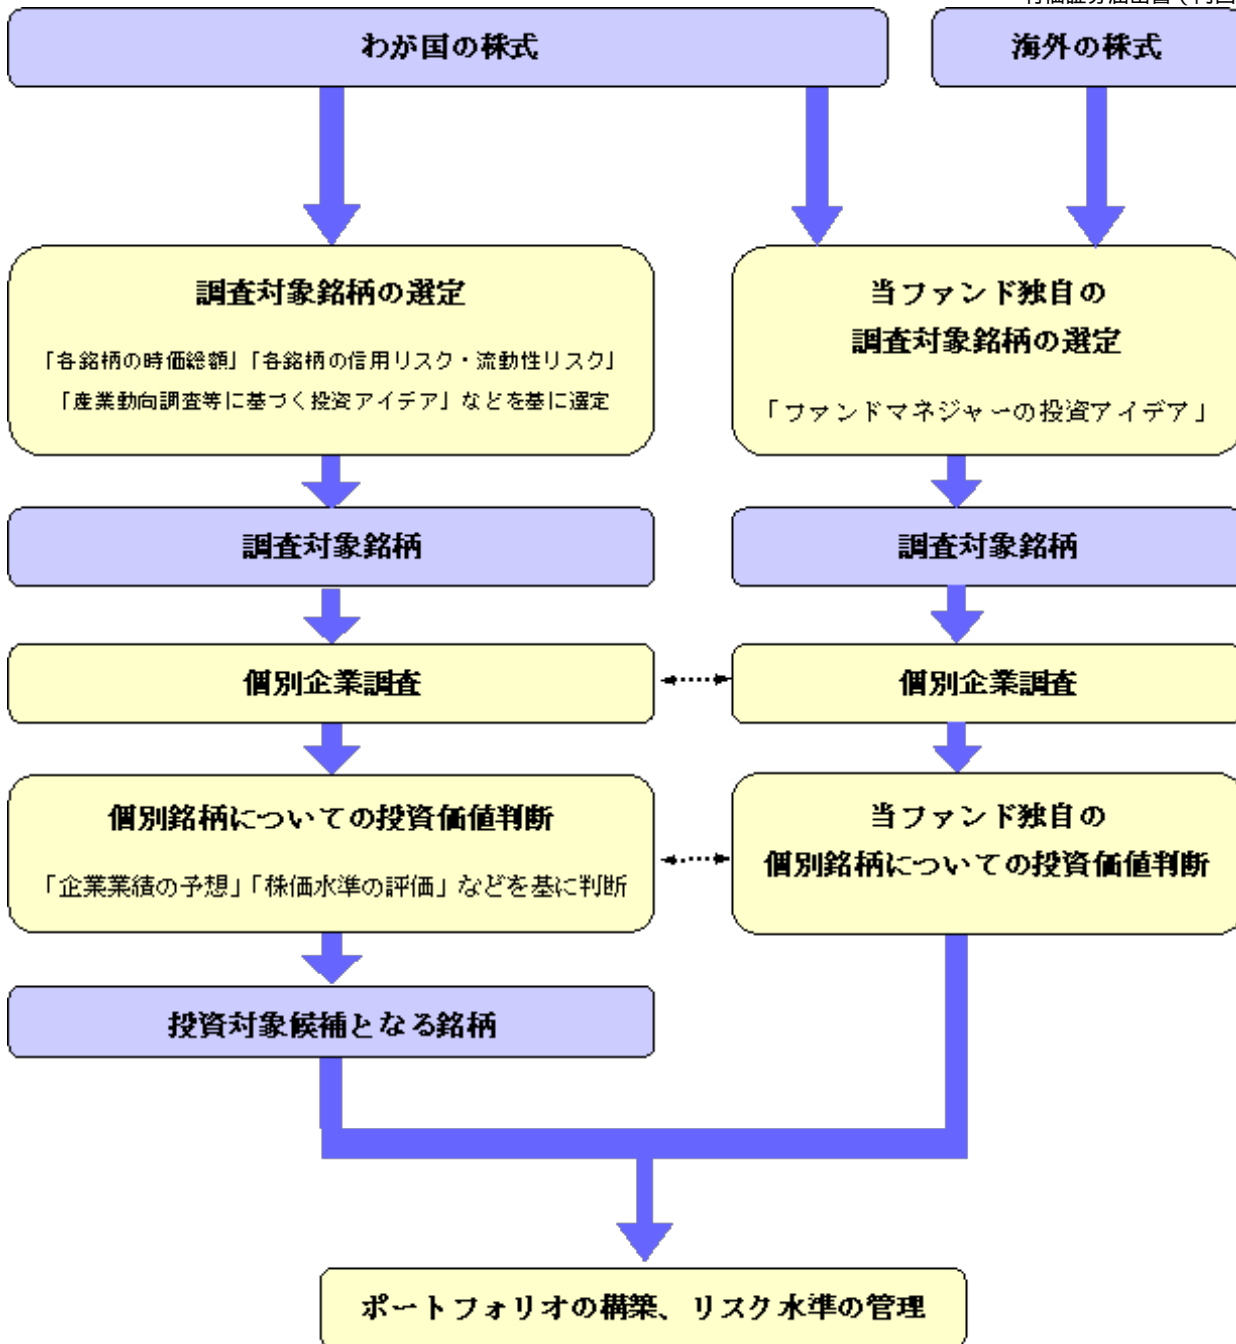 わが国の株式
海外の株式
調査対象銘柄の選定
「各銘柄の時価総額」「各銘柄の信用リスク・流動性リスク」
「産業動向調査等に基づく投資アイデア」などを基に選定
当ファンド独自の
調査対象銘柄の選定
「ファンドマネジャーの投資アイデア」
調査対象銘柄
調査対象銘柄
個別企業調査
個別企業調査
個別銘柄についての投資価値判断
「企業業績の予想」「株価水準の評価」などを基に判断
当ファンド独自の
個別銘柄についての投資価値判断
投資対象候補となる銘柄
ポートフォリオの構築、リスク水準の管理